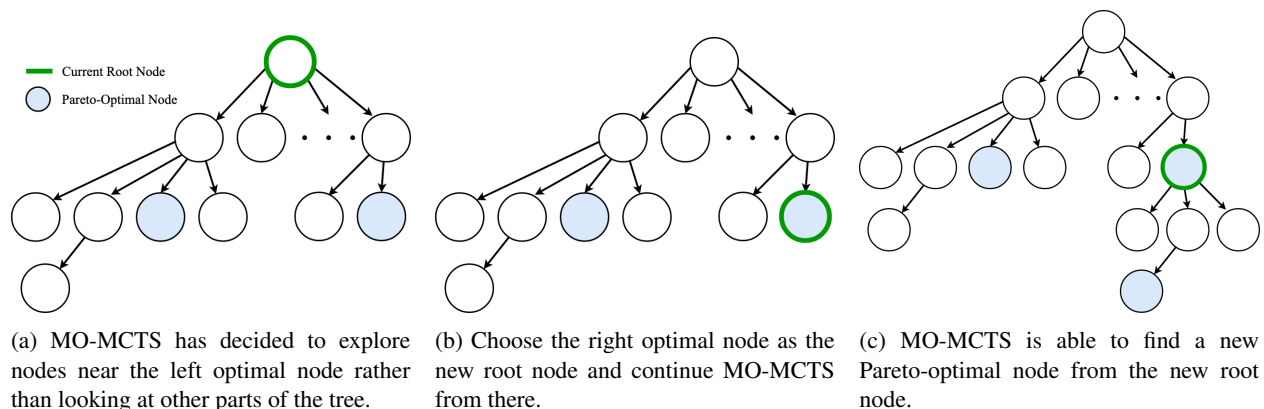 Current Root Node
Pareto-Optimal Node
(a) MO-MCTS has decided to explore
nodes near the left optimal node rather
than looking at other parts of the tree.
(b) Choose the right optimal node as the
new root node and continue MO-MCTS
from there.
(c) MO-MCTS is able to find a new
Pareto-optimal node from the new root
node.